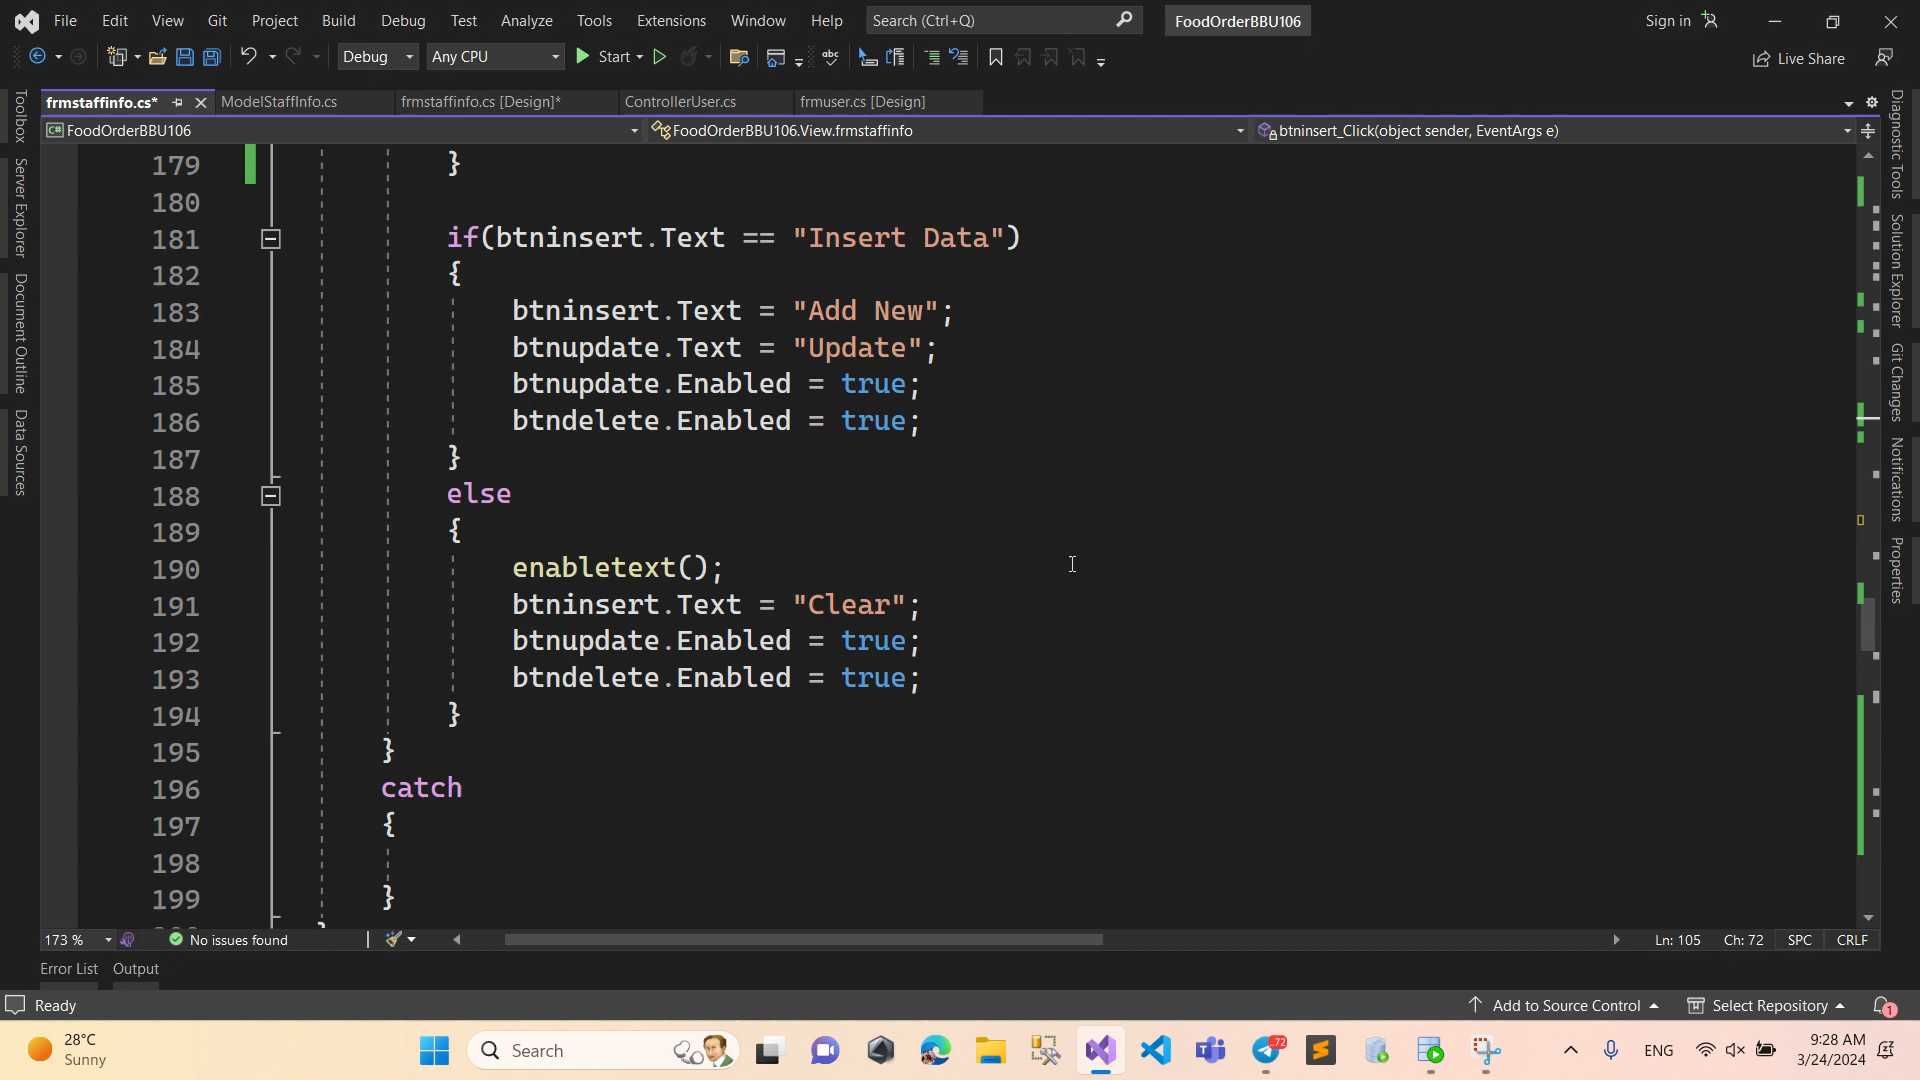 File Edit View Git Project Build Debug Test Analyze Tools Extensions Window Help Search (Ctrl+Q) FoodOrderBBU106 Sign in
Debug Any CPU Start Live Share
frmstaffinfo.cs* ModelStaffInfo.cs frmstaffinfo.cs [Design]* ControllerUser.cs frmuser.cs [Design]
C# FoodOrderBBU106 FoodOrderBBU106.View.frmstaffinfo btninsert_Click(object sender, EventArgs e)
Toolbox
Server Explorer
Document Outline
Data Sources
179 }
180
181 if(btninsert.Text == "Insert Data")
182 {
183 btninsert.Text = "Add New";
184 btnupdate.Text = "Update";
185 btnupdate.Enabled = true;
186 btndelete.Enabled = true;
187 }
188 else
189 {
190 enabletext();
191 btninsert.Text = "Clear";
192 btnupdate.Enabled = true;
193 btndelete.Enabled = true;
194 }
195 }
196 catch
197 {
198
199 }
Diagnostic Tools
Solution Explorer
Git Changes
Notifications
Properties
173 % No issues found Ln: 105 Ch: 72 SPC CRLF
Error List Output
Ready Add to Source Control Select Repository 1
28°C
Sunny
Search
72
ENG
9:28 AM
3/24/2024